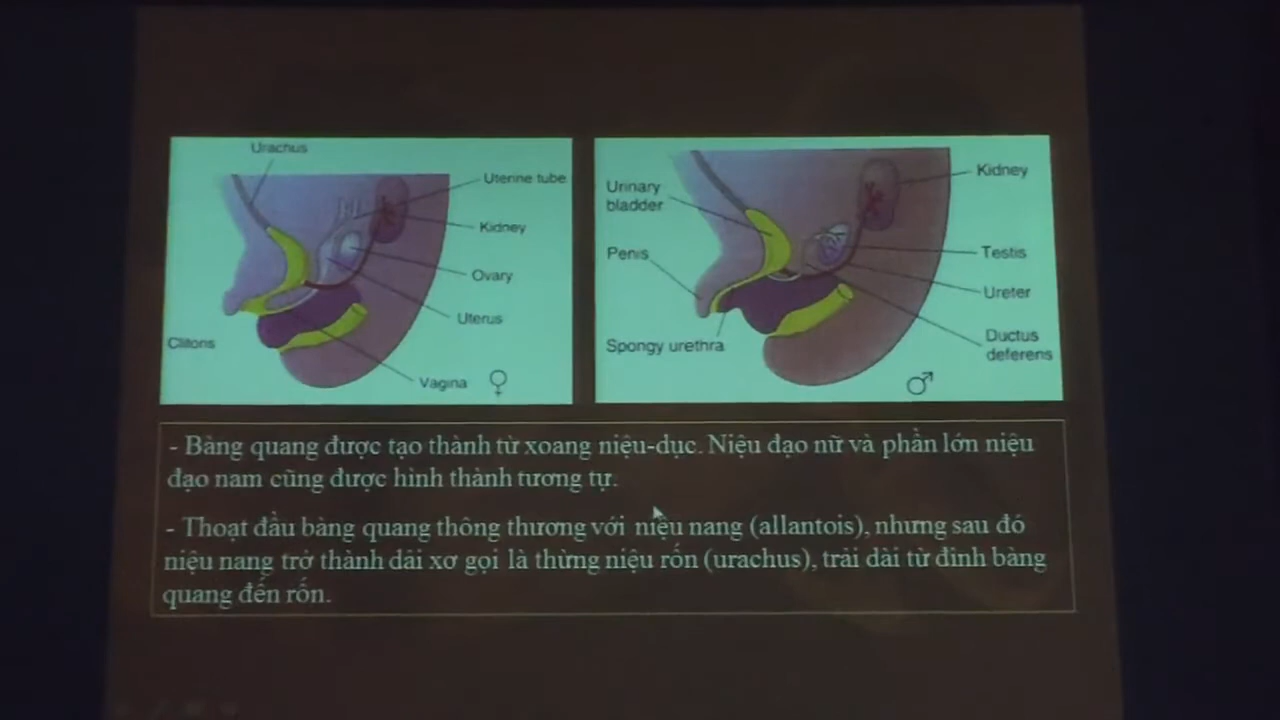 Urachus
Uterine tube
Kidney
Ovary
Uterus
Clitoris
Vagina
Urinary
bladder
Penis
Spongy urethra
Kidney
Testis
Ureter
Ductus
deferens
- Bàng quang được tạo thành từ xoang niệu-dục. Niệu đạo nữ và phần lớn niệu
đạo nam cũng được hình thành tương tự.
- Thoạt đầu bàng quang thông thương với niệu nang (allantois), nhưng sau đó
niệu nang trở thành dải xơ gọi là thừng niệu rốn (urachus), trải dài từ đỉnh bàng
quang đến rốn.